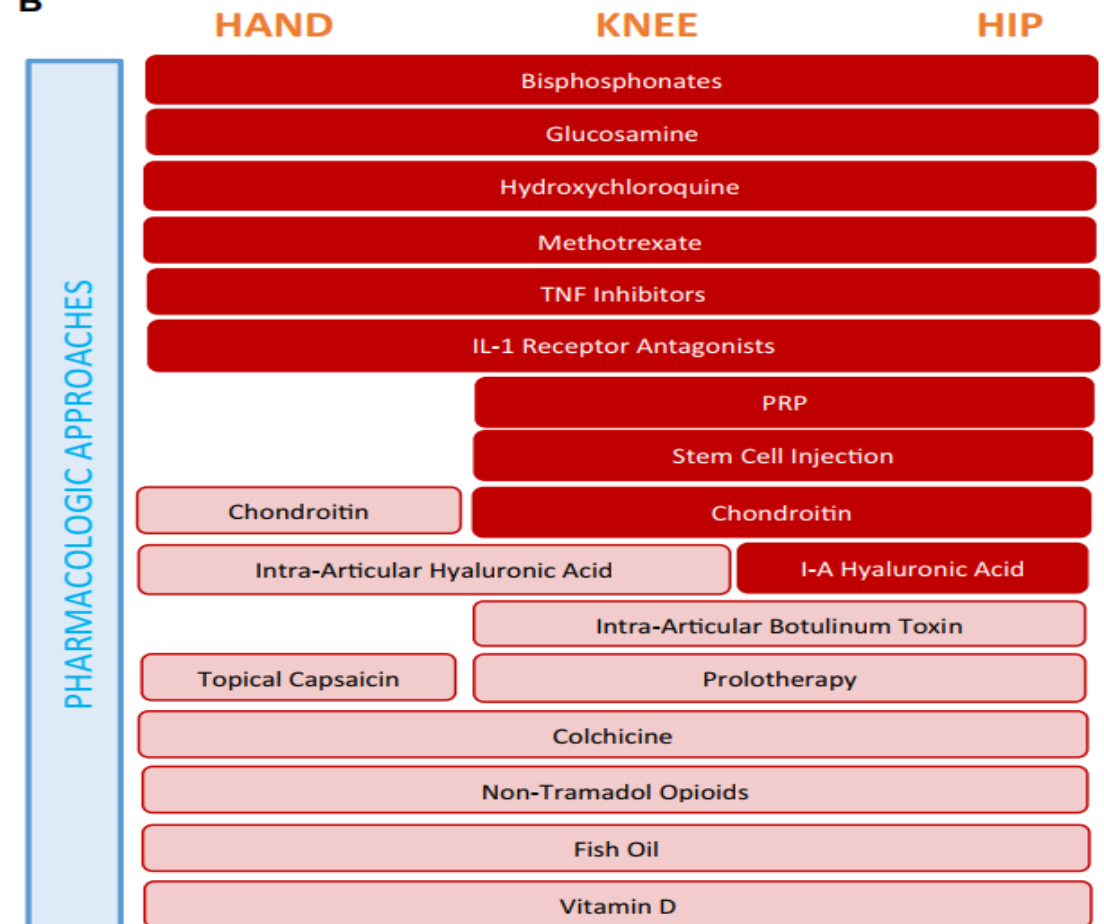 B
HAND KNEE HIP
PHARMACOLOGIC APPROACHES
Bisphosphonates
Glucosamine
Hydroxychloroquine
Methotrexate
TNF Inhibitors
IL-1 Receptor Antagonists
PRP
Stem Cell Injection
Chondroitin Chondroitin
Intra-Articular Hyaluronic Acid I-A Hyaluronic Acid
Intra-Articular Botulinum Toxin
Topical Capsaicin Prolotherapy
Colchicine
Non-Tramadol Opioids
Fish Oil
Vitamin D